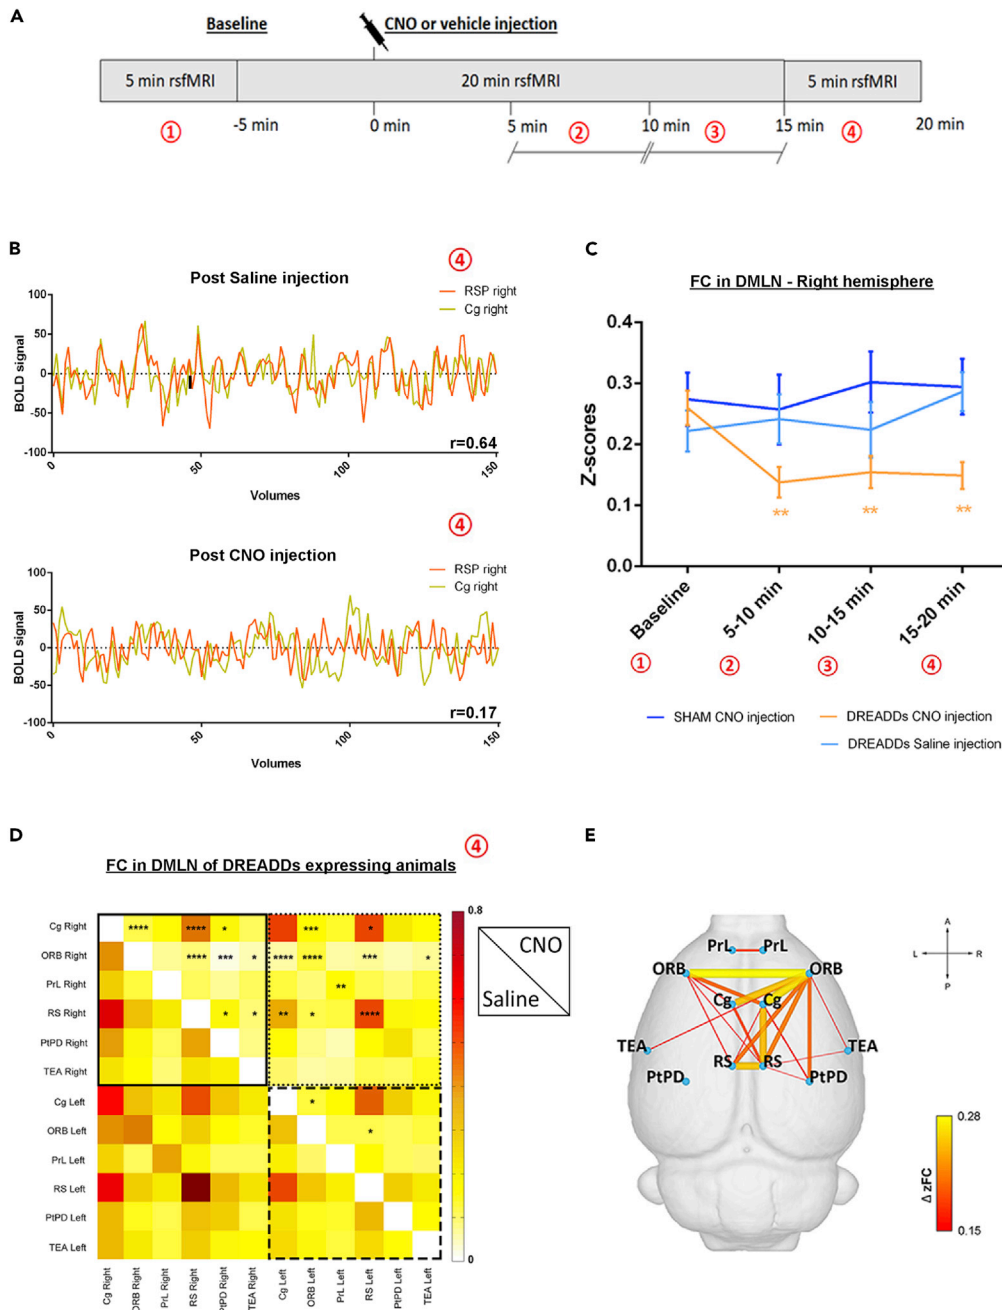 A
Baseline
CNO or vehicle injection
5 min rsfMRI
20 min rsfMRI
5 min rsfMRI
①
-5 min
0 min
5 min
②
10 min
③
15 min
④
20 min
B
④
Post Saline injection
RSP right
Cg right
BOLD signal
100
50
0
-50
-100
r=0.64
0
50
100
150
Volumes
④
Post CNO injection
RSP right
Cg right
BOLD signal
100
50
0
-50
-100
r=0.17
0
50
100
150
Volumes
C
FC in DMLN - Right hemisphere
Z-scores
0.4
0.3
0.2
0.1
0.0
**
**
**
Baseline
5-10 min
10-15 min
15-20 min
①
②
③
④
SHAM CNO injection
DREADDs CNO injection
DREADDs Saline injection
D
④
FC in DMLN of DREADDs expressing animals
Cg Right
**** **** * *** *
ORB Right
**** *** * **** **** *** *
PrL Right
**
RS Right
* * ** * ****
PtPD Right
TEA Right
Cg Left
* 
ORB Left
*
PrL Left
RS Left
PtPD Left
TEA Left
Cg Right
ORB Right
PrL Right
RS Right
PtPD Right
TEA Right
Cg Left
ORB Left
PrL Left
RS Left
PtPD Left
TEA Left
0.8
0
CNO
Saline
E
PrL PrL
ORB ORB
Cg Cg
TEA TEA
RS RS
PtPD PtPD
A
L R
P
0.28
Δ zFC
0.15